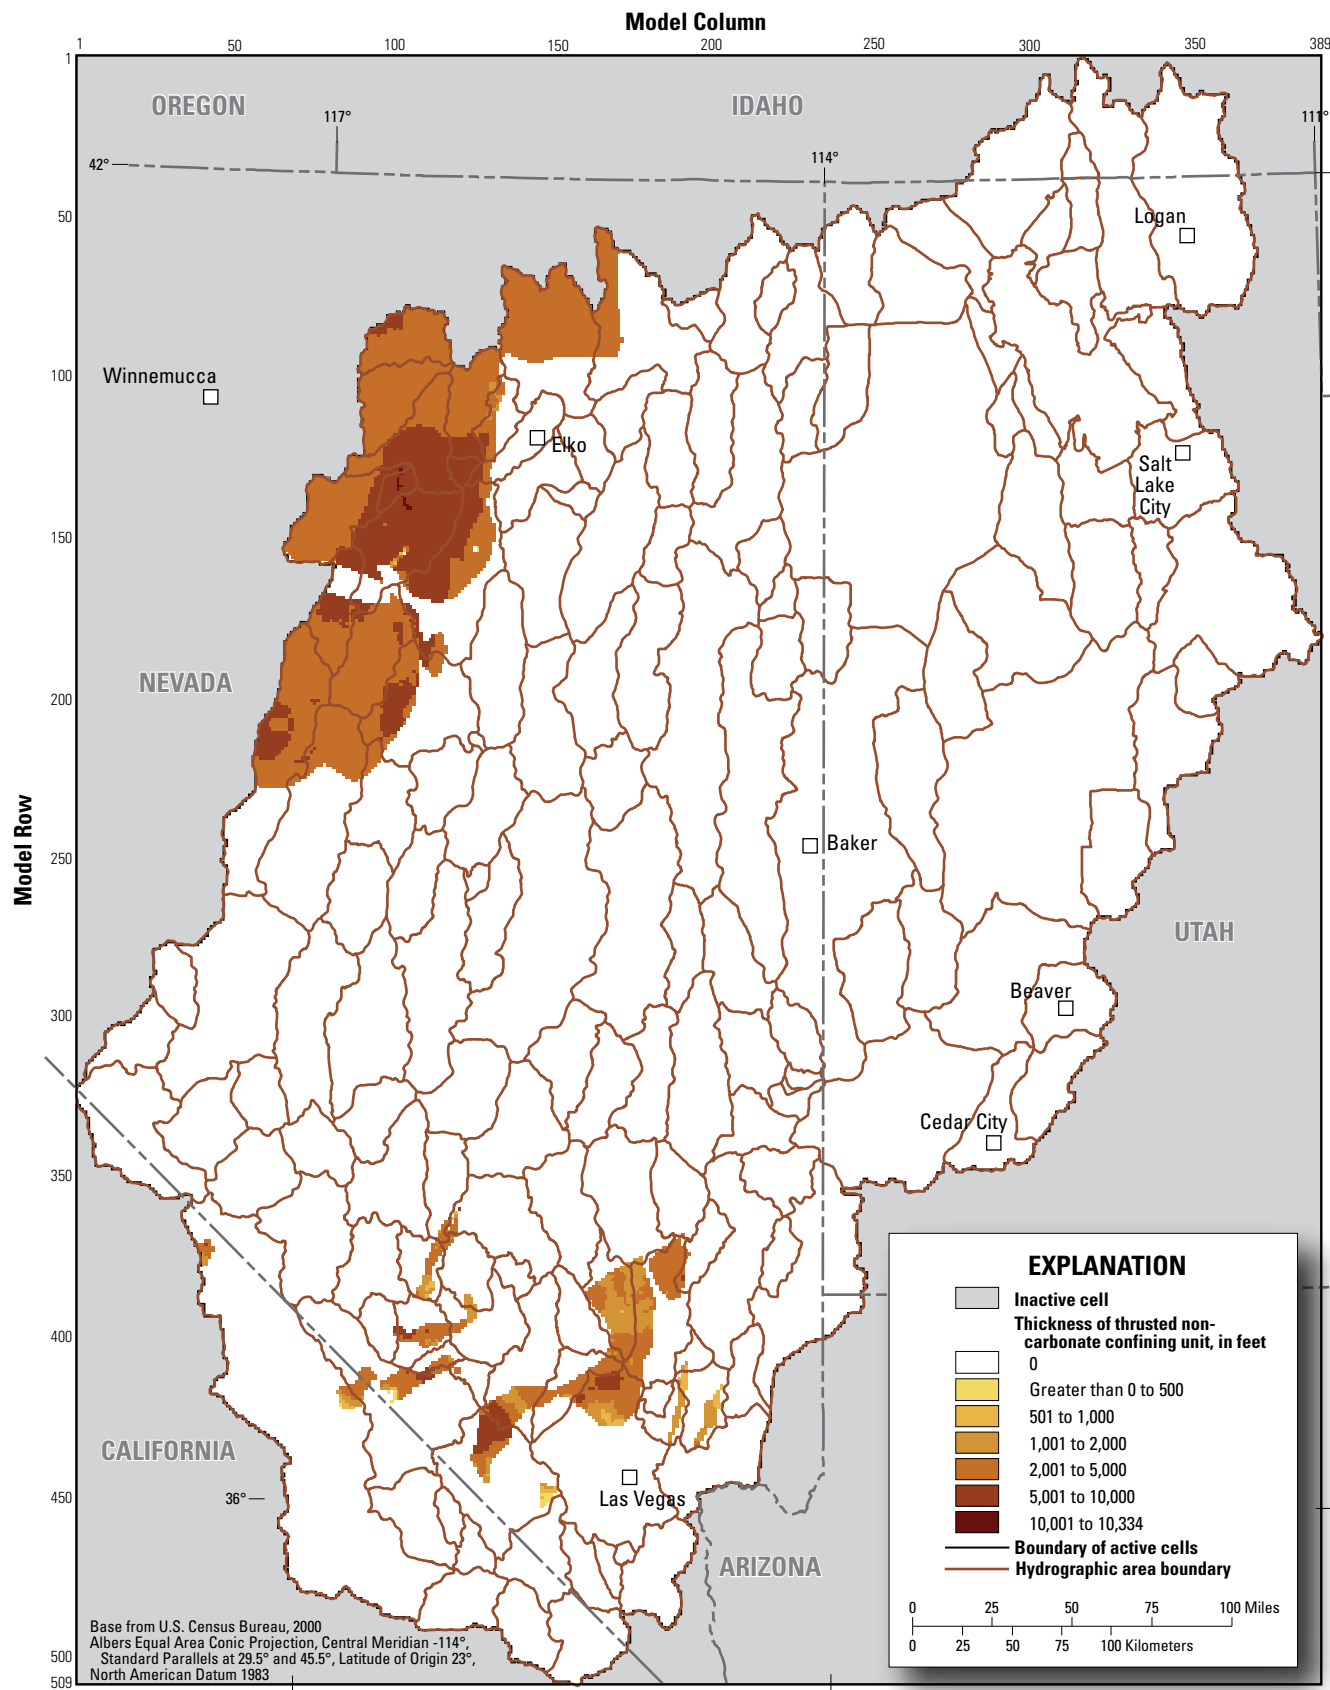 Model Column
1 50 100 150 200 250 300 350 389
1
OREGON
IDAHO
117°
111°
114°
42°
50
Logan
100
Winnemucca
Elko
Salt
Lake
City
150
NEVADA
200
Model Row
Baker
250
UTAH
Beaver
300
Cedar City
350
400
CALIFORNIA
36°
450
Las Vegas
ARIZONA
500
509
EXPLANATION
Inactive cell
Thickness of thrusted non-
carbonate confining unit, in feet
0
Greater than 0 to 500
501 to 1,000
1,001 to 2,000
2,001 to 5,000
5,001 to 10,000
10,001 to 10,334
Boundary of active cells
Hydrographic area boundary
0 25 50 75 100 Miles
0 25 50 75 100 Kilometers
Base from U.S. Census Bureau, 2000
Albers Equal Area Conic Projection, Central Meridian -114°,
Standard Parallels at 29.5° and 45.5°, Latitude of Origin 23°,
North American Datum 1983